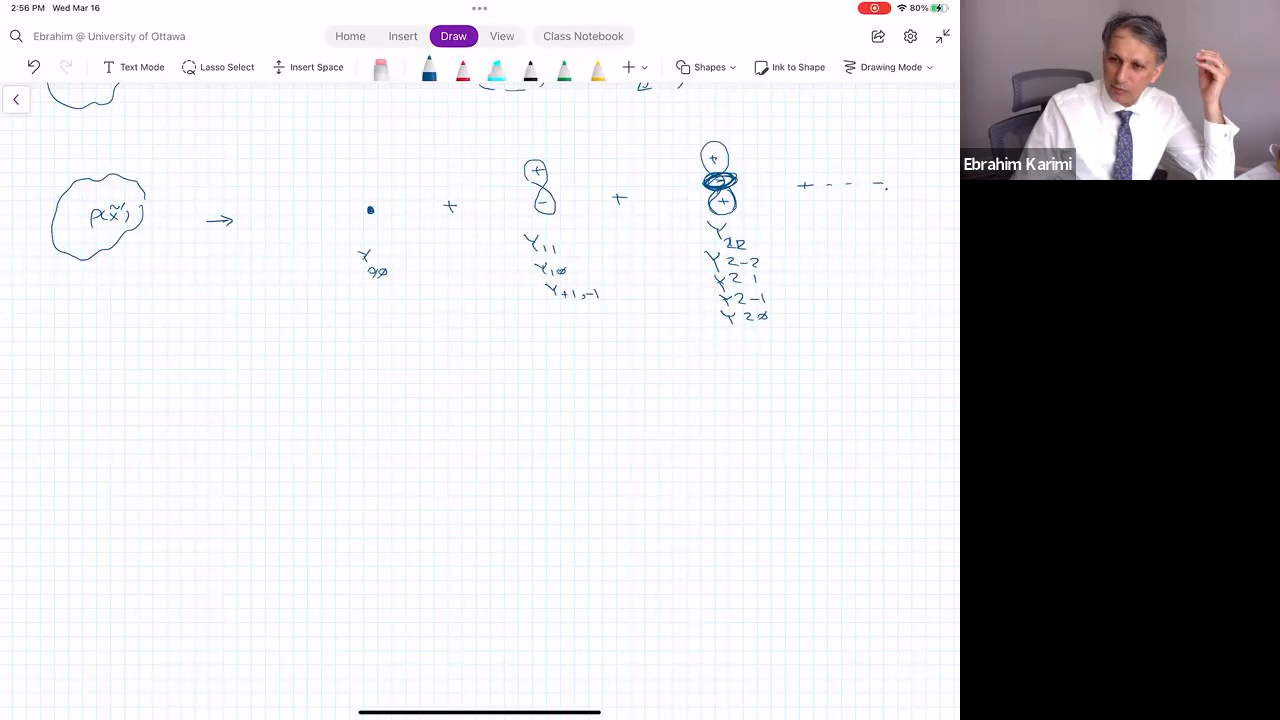 2:56 PM Wed Mar 16
80%
Ebrahim @ University of Ottawa
Home Insert Draw View Class Notebook
Text Mode Lasso Select Insert Space Shapes Ink to Shape Drawing Mode
Ebrahim Karimi
ρ(x̃') → • + + - + + - + + - - -.
Y00 Y11 Y22
Y10 Y2-2
Y+1,-1 Y21
Y2-1
Y20